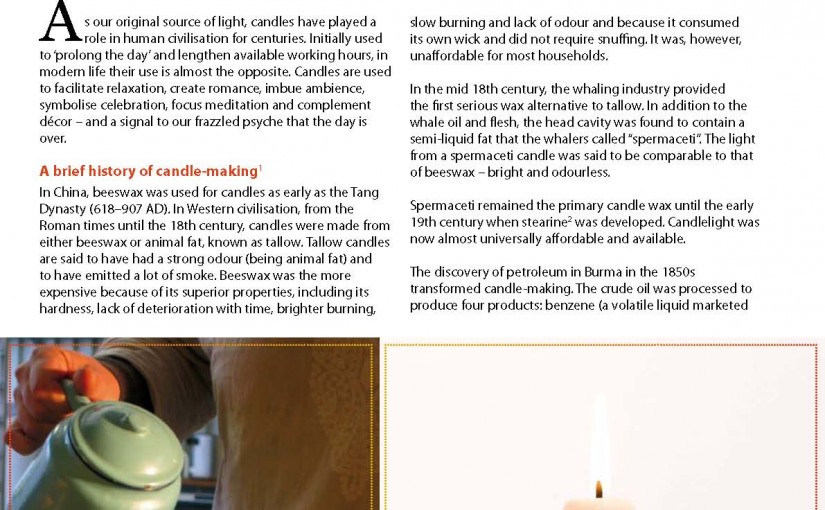 As our original source of light, candles have played a
role in human civilisation for centuries. Initially used
to ‘prolong the day’ and lengthen available working hours, in
modern life their use is almost the opposite. Candles are used
to facilitate relaxation, create romance, imbue ambience,
symbolise celebration, focus meditation and complement
décor – and a signal to our frazzled psyche that the day is
over.
A brief history of candle-making1
In China, beeswax was used for candles as early as the Tang
Dynasty (618–907 AD). In Western civilisation, from the
Roman times until the 18th century, candles were made from
either beeswax or animal fat, known as tallow. Tallow candles
are said to have had a strong odour (being animal fat) and
to have emitted a lot of smoke. Beeswax was the more
expensive because of its superior properties, including its
hardness, lack of deterioration with time, brighter burning,
slow burning and lack of odour and because it consumed
its own wick and did not require snuffing. It was, however,
unaffordable for most households.
In the mid 18th century, the whaling industry provided
the first serious wax alternative to tallow. In addition to the
whale oil and flesh, the head cavity was found to contain a
semi-liquid fat that the whalers called “spermaceti”. The light
from a spermaceti candle was said to be comparable to that
of beeswax – bright and odourless.
Spermaceti remained the primary candle wax until the early
19th century when stearine2 was developed. Candlelight was
now almost universally affordable and available.
The discovery of petroleum in Burma in the 1850s
transformed candle-making. The crude oil was processed to
produce four products: benzene (a volatile liquid marketed